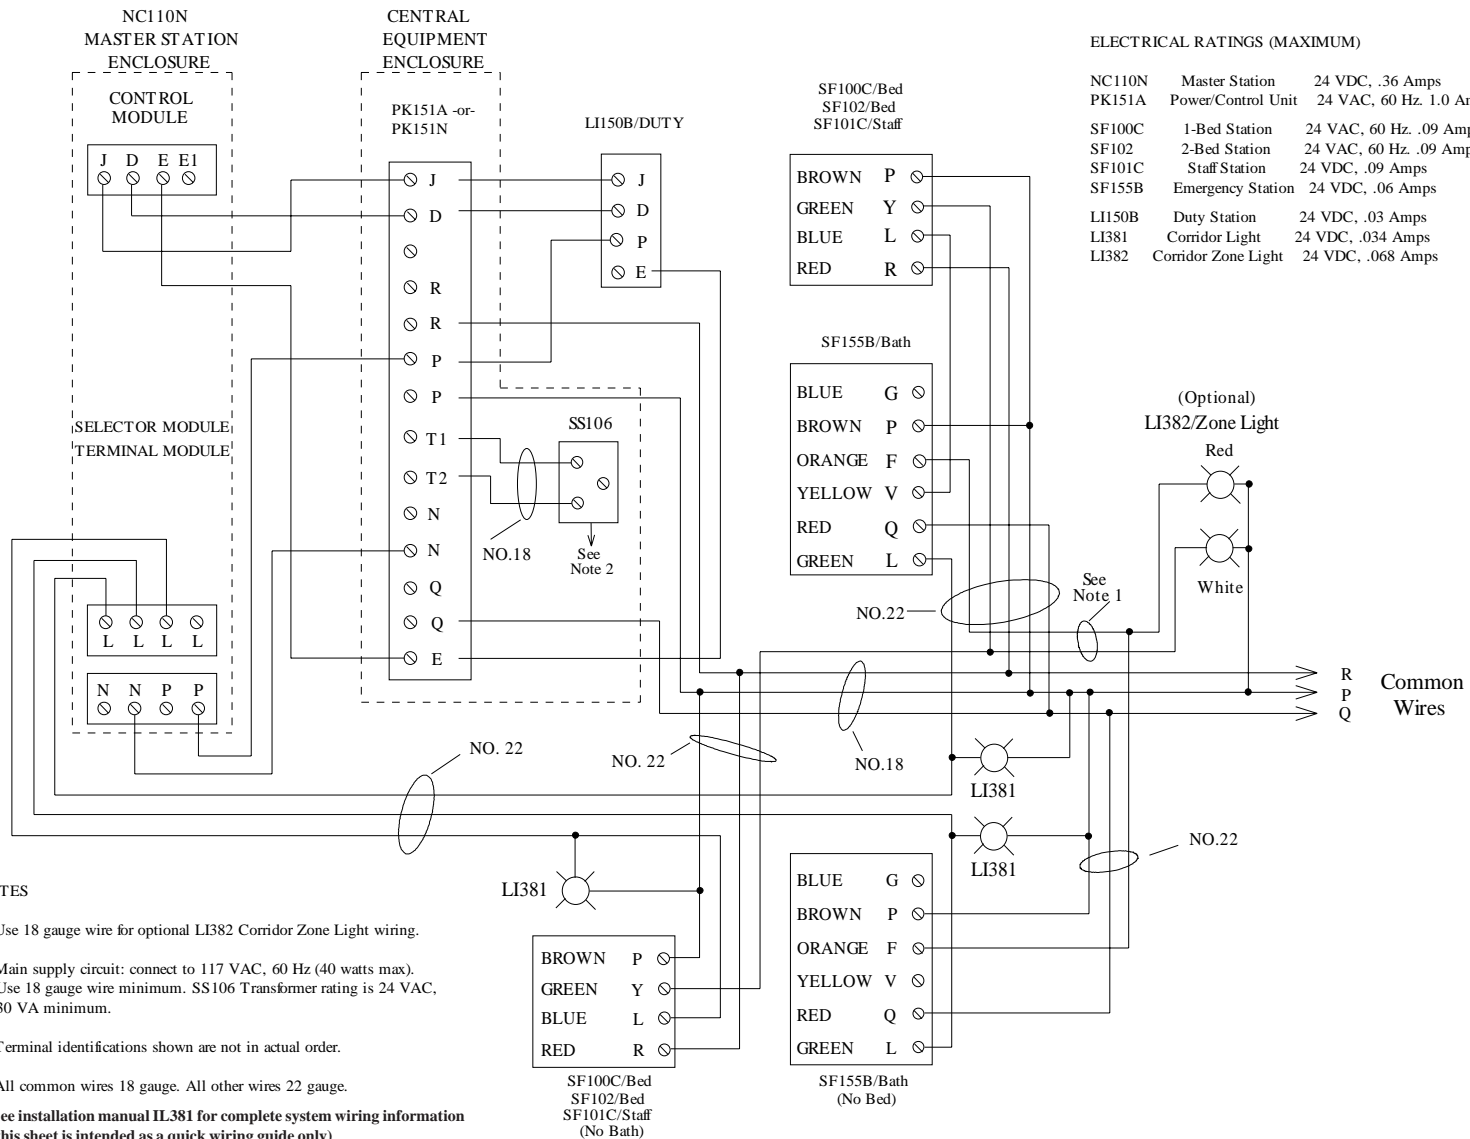 NC110N
MASTER STATION
ENCLOSURE
CONTROL
MODULE
J D E E1
SELECTOR MODULE
TERMINAL MODULE
L L L L
N N P P
CENTRAL
EQUIPMENT
ENCLOSURE
PK151A -or-
PK151N
J
D
R
R
P
P
T1
T2
N
N
Q
Q
E
SS106
NO.18
See
Note 2
LI150B/DUTY
J
D
P
E
SF100C/Bed
SF102/Bed
SF101C/Staff
BROWN P
GREEN Y
BLUE L
RED R
SF155B/Bath
BLUE G
BROWN P
ORANGE F
YELLOW V
RED Q
GREEN L
ELECTRICAL RATINGS (MAXIMUM)
NC110N Master Station 24 VDC, .36 Amps
PK151A Power/Control Unit 24 VAC, 60 Hz. 1.0
SF100C 1-Bed Station 24 VAC, 60 Hz. .09
SF102 2-Bed Station 24 VAC, 60 Hz. .09
SF101C Staff Station 24 VDC, .09 Amps
SF155B Emergency Station 24 VDC, .06 Amps
LI150B Duty Station 24 VDC, .03 Amps
LI381 Corridor Light 24 VDC, .034 Amps
LI382 Corridor Zone Light 24 VDC, .068 Amps
(Optional)
LI382/Zone Light
Red
White
See
Note 1
NO.22
R
P
Q
Common
Wires
NO. 22
NO. 22
NO.18
LI381
LI381
NO.22
LI381
BROWN P
GREEN Y
BLUE L
RED R
SF100C/Bed
SF102/Bed
SF101C/Staff
(No Bath)
BLUE G
BROWN P
ORANGE F
YELLOW V
RED Q
GREEN L
SF155B/Bath
(No Bed)
TES
Use 18 gauge wire for optional LI382 Corridor Zone Light wiring.
Main supply circuit: connect to 117 VAC, 60 Hz (40 watts max).
Use 18 gauge wire minimum. SS106 Transformer rating is 24 VAC,
30 VA minimum.
Terminal identifications shown are not in actual order.
All common wires 18 gauge. All other wires 22 gauge.
ee installation manual IL381 for complete system wiring information
his sheet is intended as a quick wiring guide only)